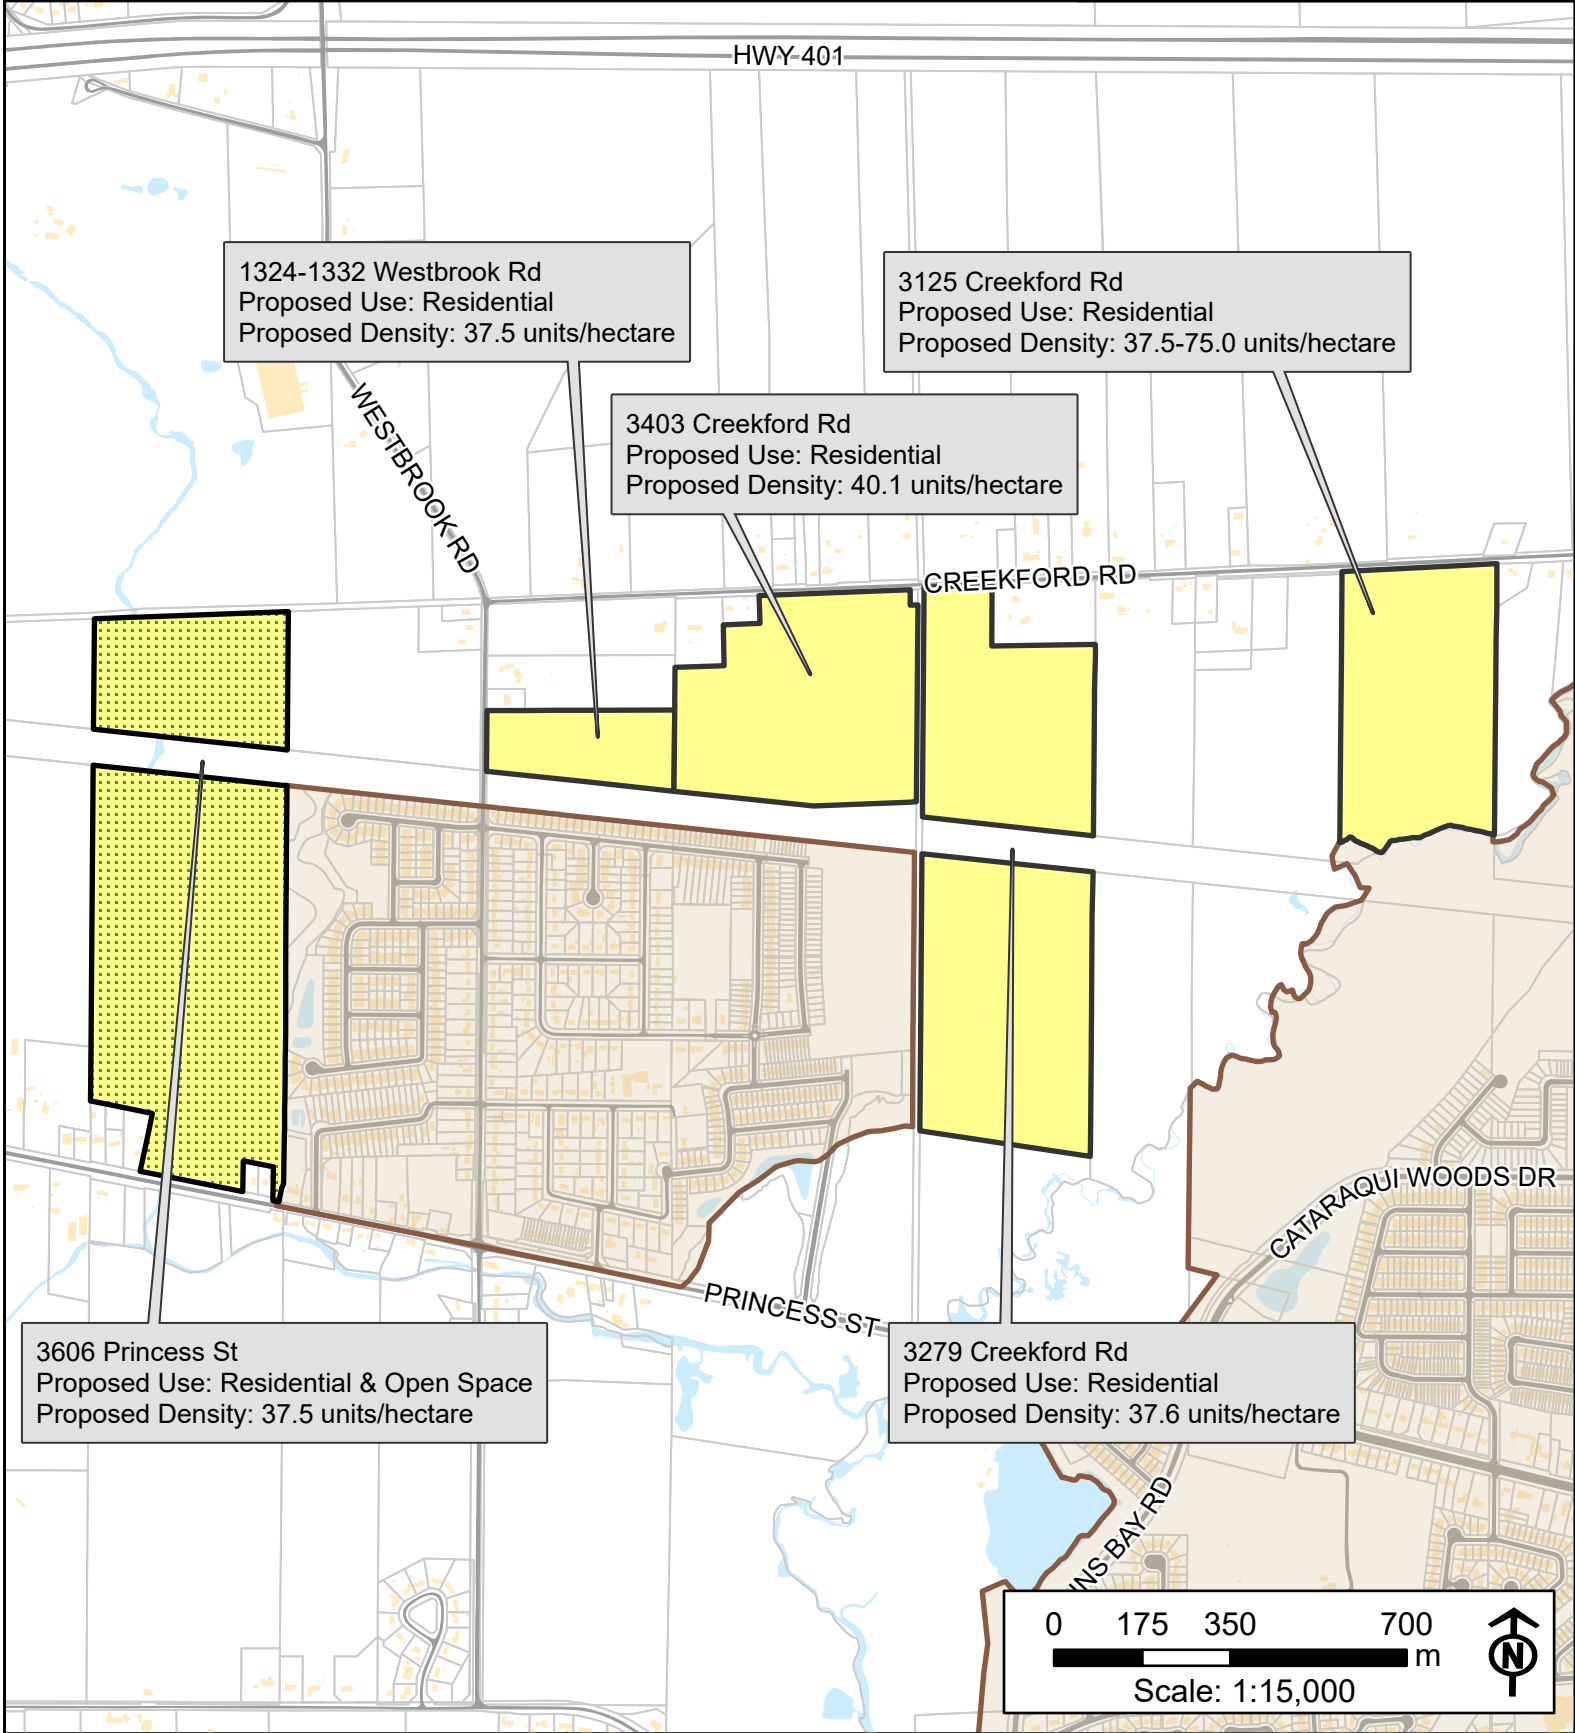 HWY 401
1324-1332 Westbrook Rd
Proposed Use: Residential
Proposed Density: 37.5 units/hectare
3125 Creekford Rd
Proposed Use: Residential
Proposed Density: 37.5-75.0 units/hectare
WESTBROOK RD
3403 Creekford Rd
Proposed Use: Residential
Proposed Density: 40.1 units/hectare
CREEKFORD RD
CATARAQUI WOODS DR
PRINCESS ST
3606 Princess St
Proposed Use: Residential & Open Space
Proposed Density: 37.5 units/hectare
3279 Creekford Rd
Proposed Use: Residential
Proposed Density: 37.6 units/hectare
INS BAY RD
0 175 350 700
m
Scale: 1:15,000
N